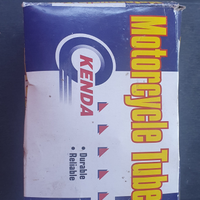 Motorcycle Tube
KENDA
• Durable
• Reliable